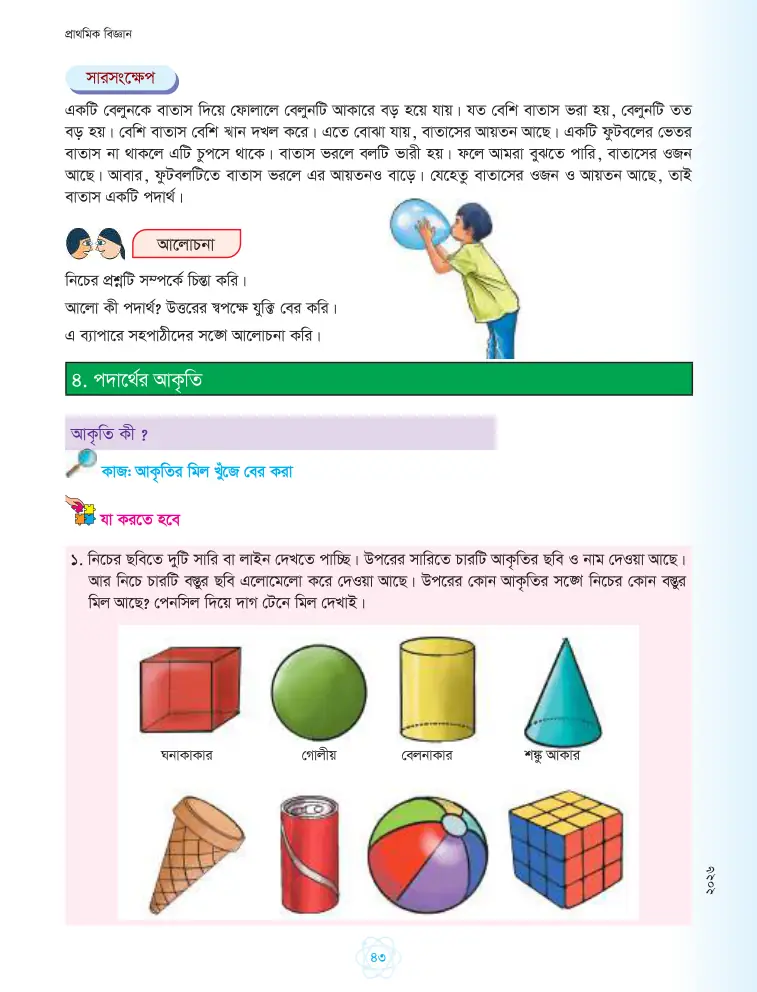 প্রাথমিক বিজ্ঞান
সারসংক্ষেপ
একটি বেলুনকে বাতাস দিয়ে ফোলালে বেলুনটি আকারে বড় হয়ে যায়। যত বেশি বাতাস ভরা হয়, বেলুনটি তত
বড় হয়। বেশি বাতাস বেশি স্থান দখল করে। এতে বোঝা যায়, বাতাসের আয়তন আছে। একটি ফুটবলের ভেতর
বাতাস না থাকলে এটি চুপসে থাকে। বাতাস ভরলে বলটি ভারী হয়। ফলে আমরা বুঝতে পারি, বাতাসের ওজন
আছে। আবার, ফুটবলটিতে বাতাস ভরলে এর আয়তনও বাড়ে। যেহেতু বাতাসের ওজন ও আয়তন আছে, তাই
বাতাস একটি পদার্থ।
আলোচনা
নিচের প্রশ্নটি সম্পর্কে চিন্তা করি।
আলো কী পদার্থ? উত্তরের স্বপক্ষে যুক্তি বের করি।
এ ব্যাপারে সহপাঠীদের সঙ্গে আলোচনা করি।
৪. পদার্থের আকৃতি
আকৃতি কী ?
কাজ: আকৃতির মিল খুঁজে বের করা
যা করতে হবে
১. নিচের ছবিতে দুটি সারি বা লাইন দেখতে পাচ্ছি। উপরের সারিতে চারটি আকৃতির ছবি ও নাম দেওয়া আছে।
আর নিচে চারটি বস্তুর ছবি এলোমেলো করে দেওয়া আছে। উপরের কোন আকৃতির সঙ্গে নিচের কোন বস্তুর
মিল আছে? পেনসিল দিয়ে দাগ টেনে মিল দেখাই।
ঘনাকাকার গোলীয় বেলনাকার শঙ্কু আকার
২০২৬
৪৩